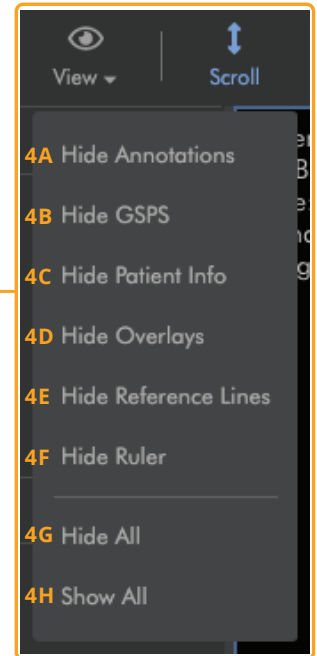 View
Scroll
4A Hide Annotations
4B Hide GSPS
4C Hide Patient Info
4D Hide Overlays
4E Hide Reference Lines
4F Hide Ruler
4G Hide All
4H Show All